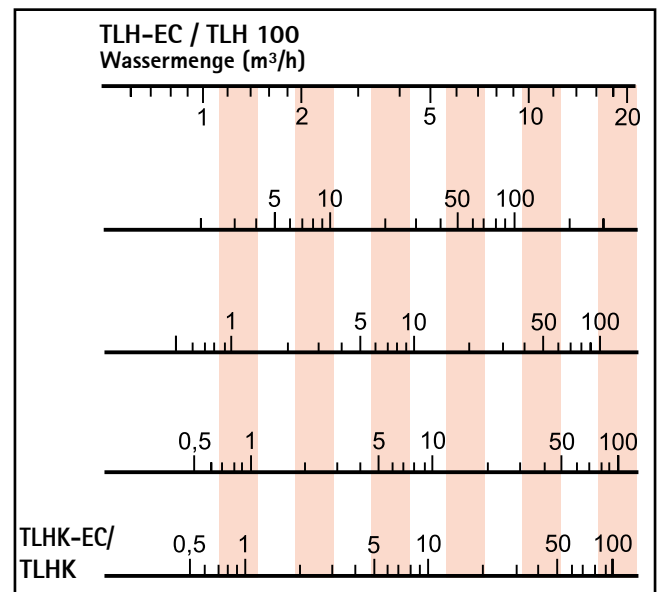 TLH-EC / TLH 100
Wassermenge (m³/h)
1 2 5 10 20
5 10 50 100
1 5 10 50 100
0,5 1 5 10 50 100
TLHK-EC/
TLHK
0,5 1 5 10 50 100